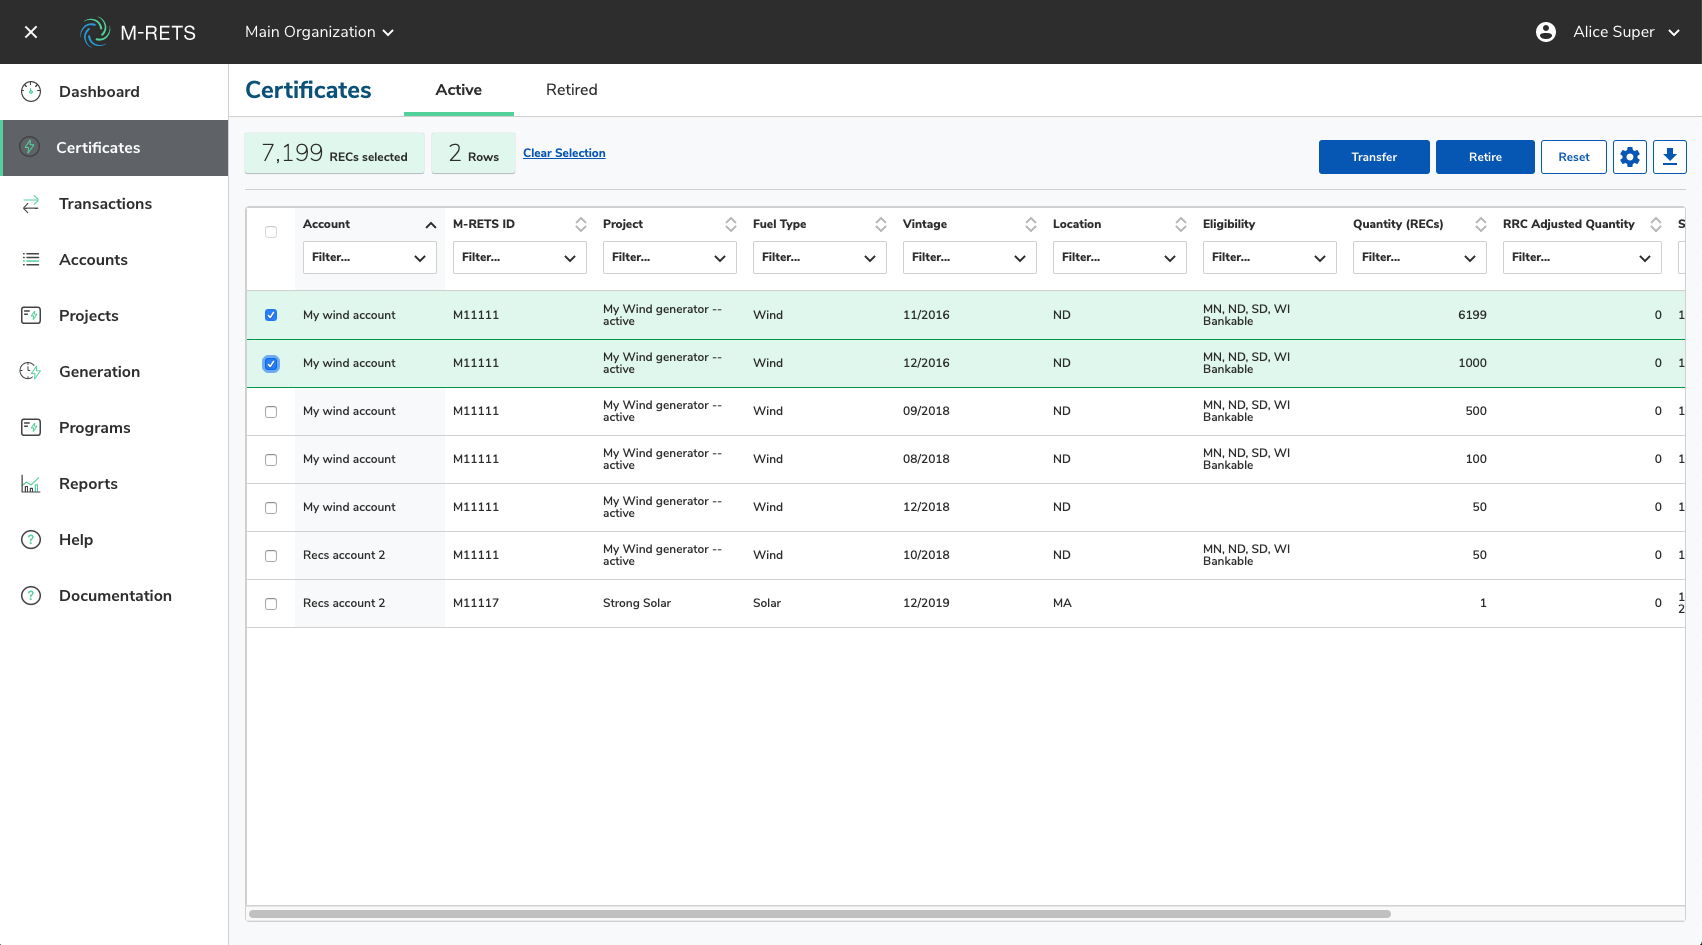 M-RETS
Main Organization
Alice Super
Dashboard
Certificates
Transactions
Accounts
Projects
Generation
Programs
Reports
Help
Documentation
Certificates
Active
Retired
7,199 RECs selected
2 Rows
Clear Selection
Transfer
Retire
Reset
Account M-RETS ID Project Fuel Type Vintage Location Eligibility Quantity (RECs) RRC Adjusted Quantity S
Filter... Filter... Filter... Filter... Filter... Filter... Filter... Filter... Filter...
My wind account M11111 My Wind generator -- active Wind 11/2016 ND MN, ND, SD, WI Bankable 6199 0 1
My wind account M11111 My Wind generator -- active Wind 12/2016 ND MN, ND, SD, WI Bankable 1000 0 1
My wind account M11111 My Wind generator -- active Wind 09/2018 ND MN, ND, SD, WI Bankable 500 0 1
My wind account M11111 My Wind generator -- active Wind 08/2018 ND MN, ND, SD, WI Bankable 100 0 1
My wind account M11111 My Wind generator -- active Wind 12/2018 ND 50 0 1
Recs account 2 M11111 My Wind generator -- active Wind 10/2018 ND MN, ND, SD, WI Bankable 50 0 1
Recs account 2 M11117 Strong Solar Solar 12/2019 MA 1 0 1 2